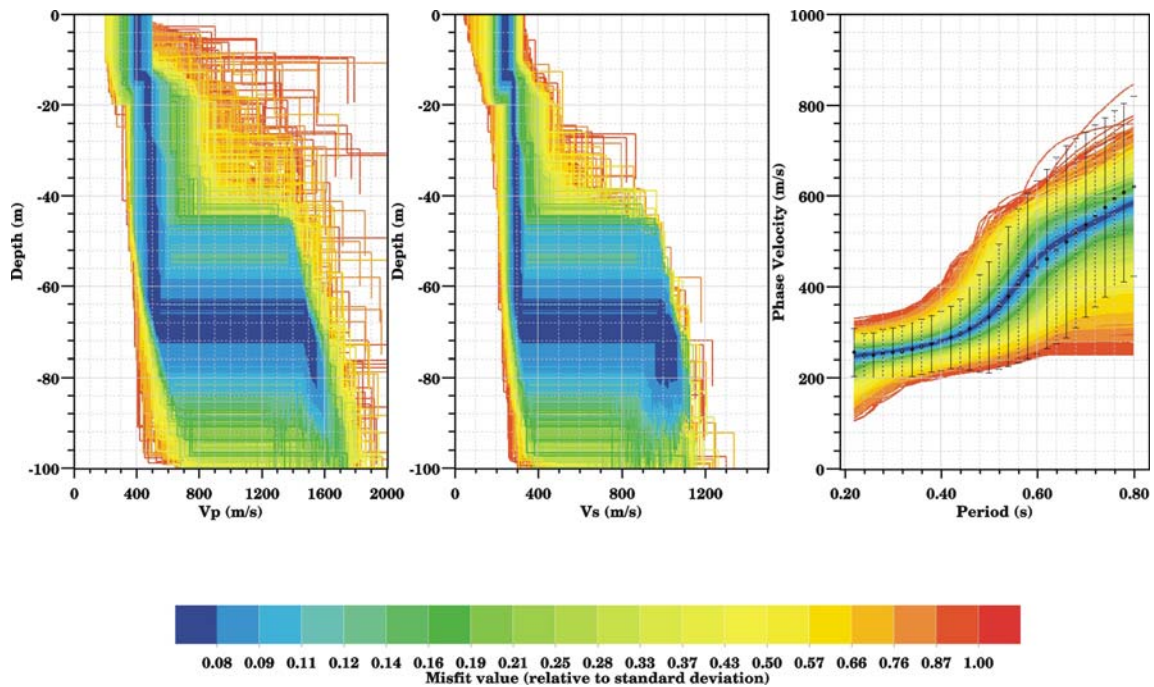 0
-20
-40
-60
-80
-100
Depth (m)
0 400 800 1200 1600 2000
Vp (m/s)
0
-20
-40
-60
-80
-100
Depth (m)
0 400 800 1200
Vs (m/s)
1000
800
600
400
200
0
Phase Velocity (m/s)
0.20 0.40 0.60 0.80
Period (s)
0.08 0.09 0.11 0.12 0.14 0.16 0.19 0.21 0.25 0.28 0.33 0.37 0.43 0.50 0.57 0.66 0.76 0.87 1.00
Misfit value (relative to standard deviation)